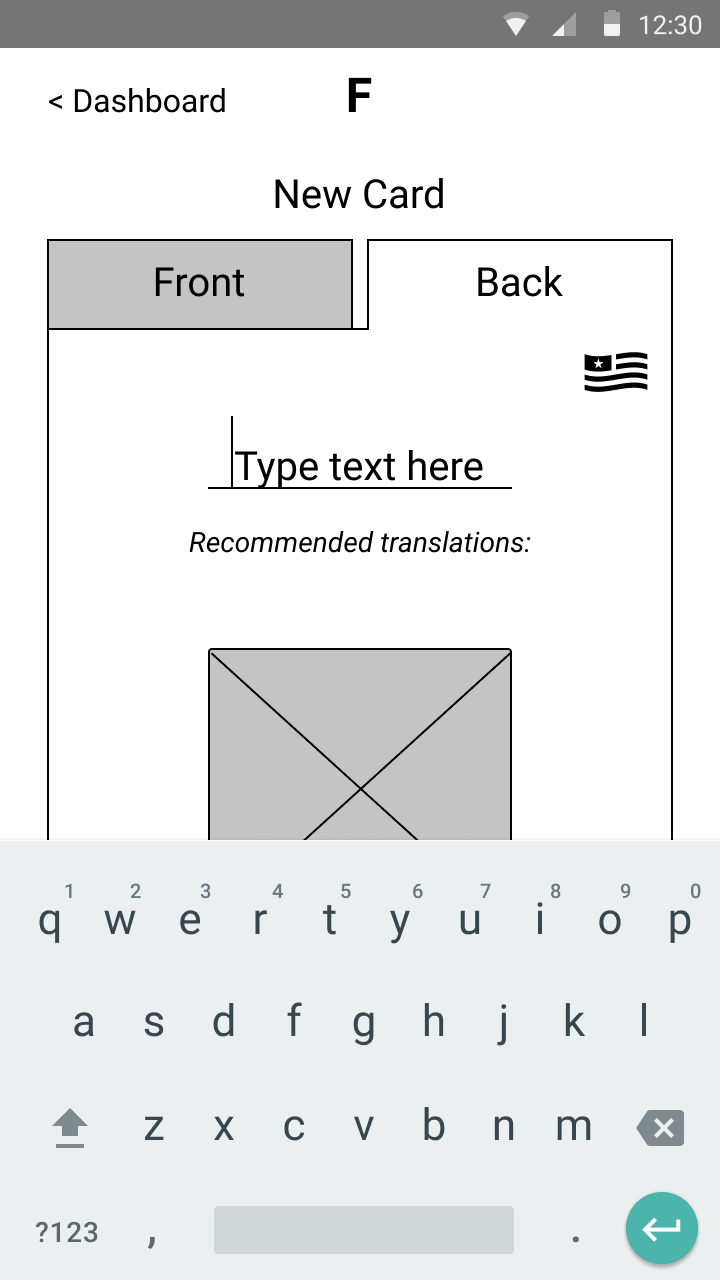 12:30
< Dashboard F
New Card
Front Back
Type text here
Recommended translations:
1 2 3 4 5 6 7 8 9 0
q w e r t y u i o p
a s d f g h j k l
z x c v b n m
?123 , .